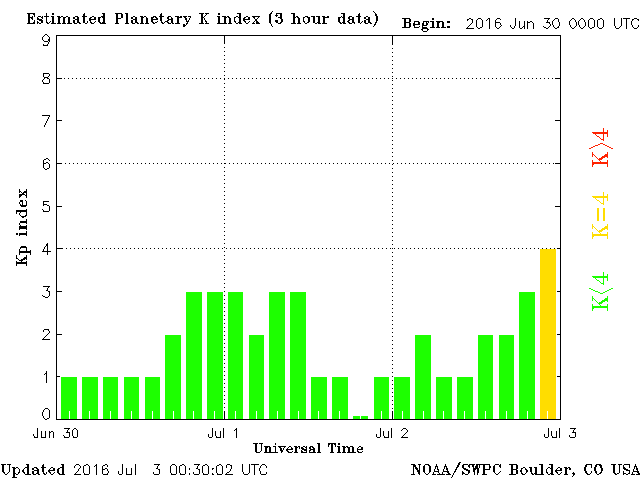 Estimated Planetary K index (3 hour data) Begin: 2016 Jun 30 0000 UTC
9
8
7
6
5
4
3
2
1
0
Kp index
K>4
K=4
K<4
Jun 30 Jul 1 Jul 2 Jul 3
Universal Time
Updated 2016 Jul 3 00:30:02 UTC NOAA/SWPC Boulder, CO USA